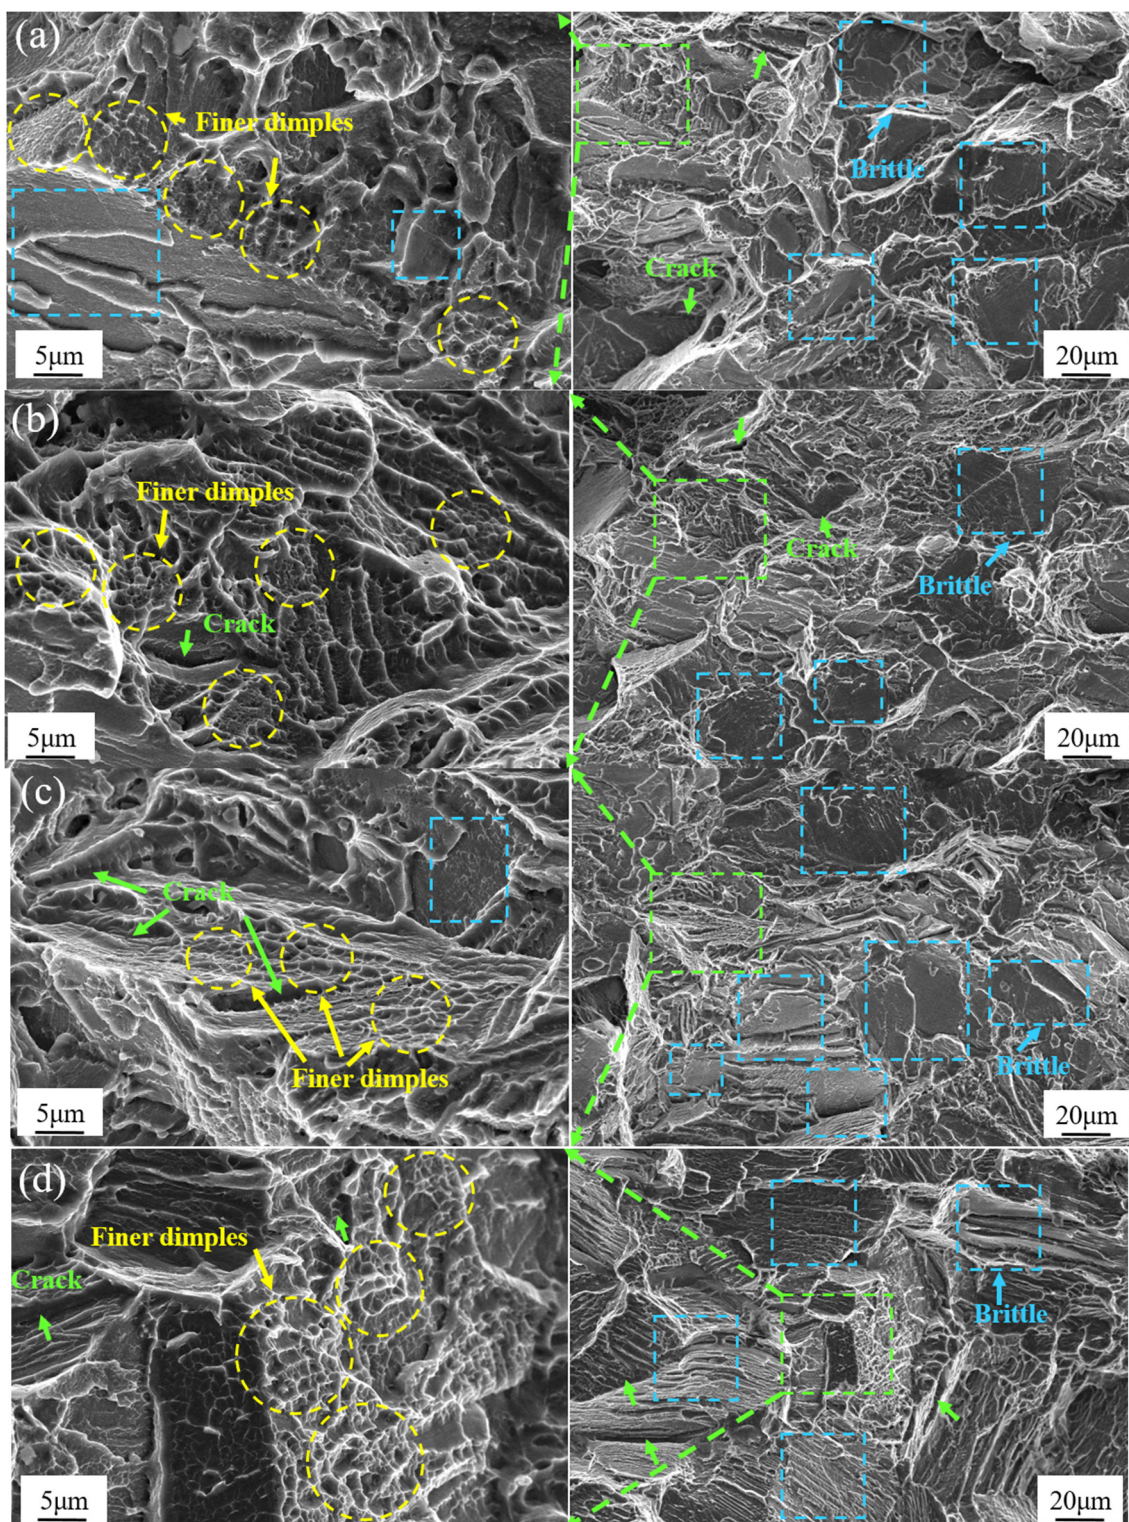 (a)
Finer dimples
5μm
Brittle
Crack
20μm
(b)
Finer dimples
Crack
5μm
Crack
Brittle
20μm
(c)
Crack
Finer dimples
5μm
Brittle
20μm
(d)
Finer dimples
Crack
5μm
Brittle
20μm